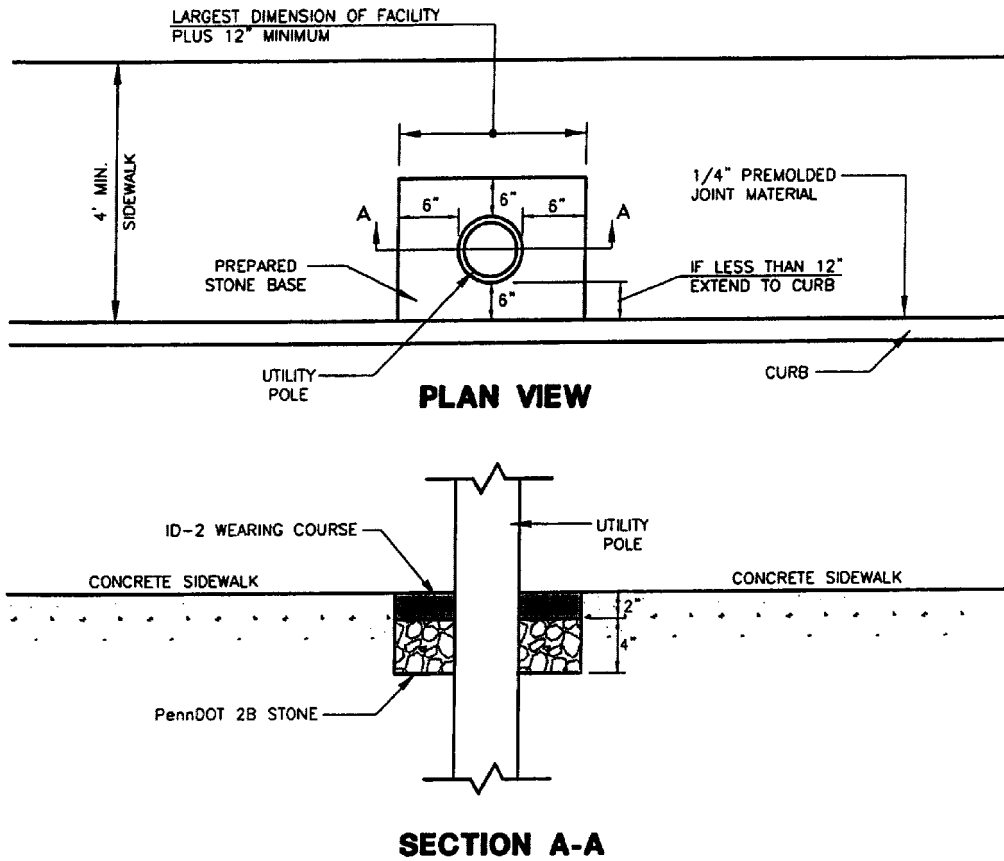 LARGEST DIMENSION OF FACILITY
PLUS 12" MINIMUM
4' MIN.
SIDEWALK
1/4" PREMOLDED
JOINT MATERIAL
A
6"
6"
6"
A
PREPARED
STONE BASE
6"
IF LESS THAN 12"
EXTEND TO CURB
UTILITY
POLE
CURB
PLAN VIEW
ID-2 WEARING COURSE
UTILITY
POLE
CONCRETE SIDEWALK
CONCRETE SIDEWALK
2"
4"
PennDOT 2B STONE
SECTION A-A